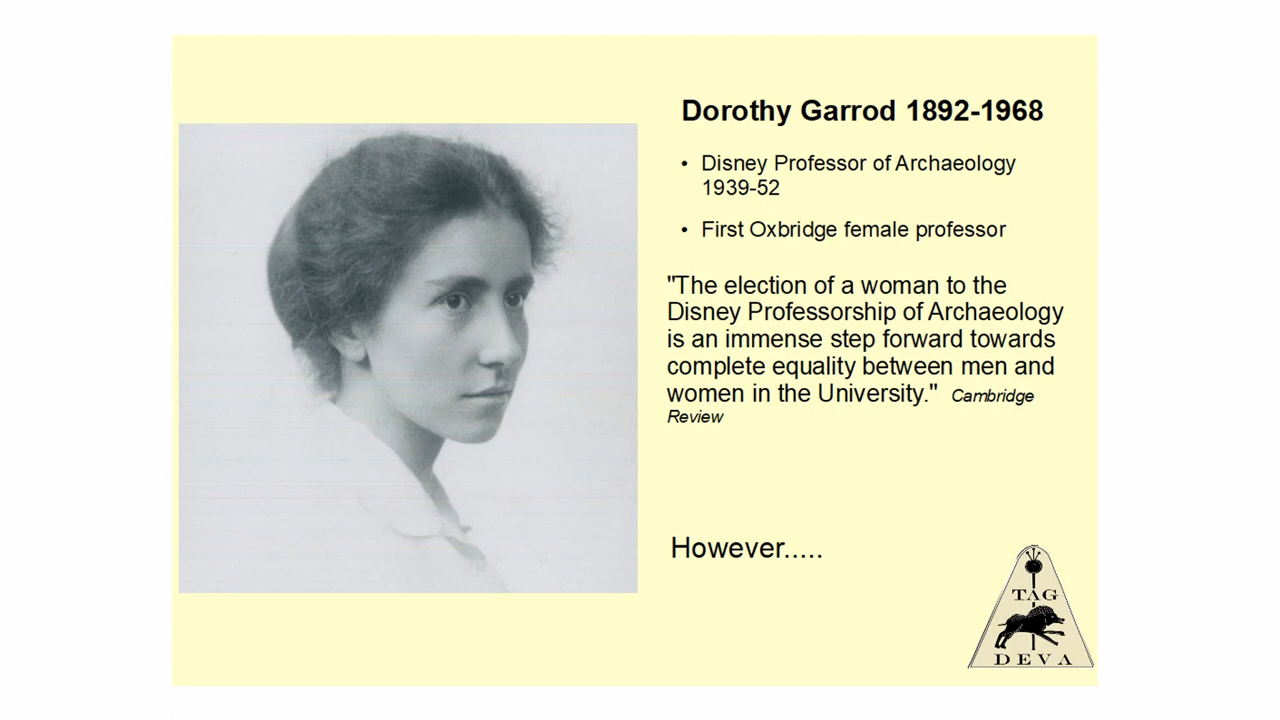 Dorothy Garrod 1892-1968
• Disney Professor of Archaeology
1939-52
• First Oxbridge female professor
"The election of a woman to the
Disney Professorship of Archaeology
is an immense step forward towards
complete equality between men and
women in the University." Cambridge
Review
However.....
TAG
DEVA